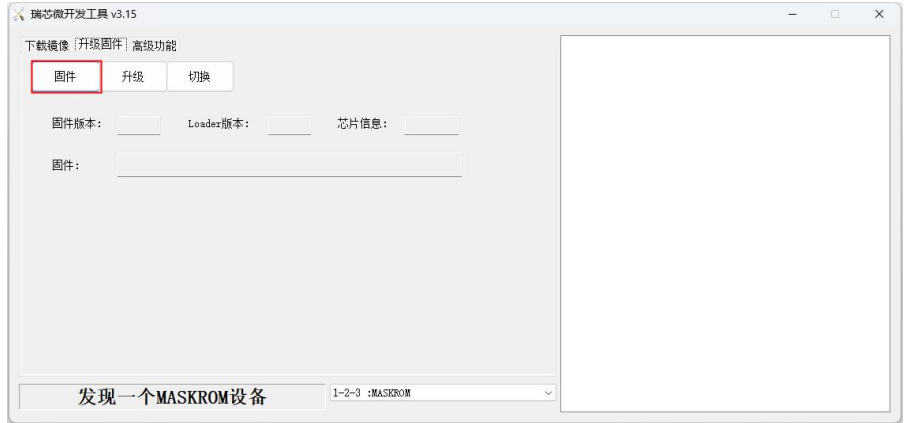 瑞芯微开发工具 v3.15
下载镜像 升级固件 高级功能
固件 升级 切换
固件版本: Loader版本: 芯片信息:
固件:
发现一个MASKROM设备 1-2-3 :MASKROM